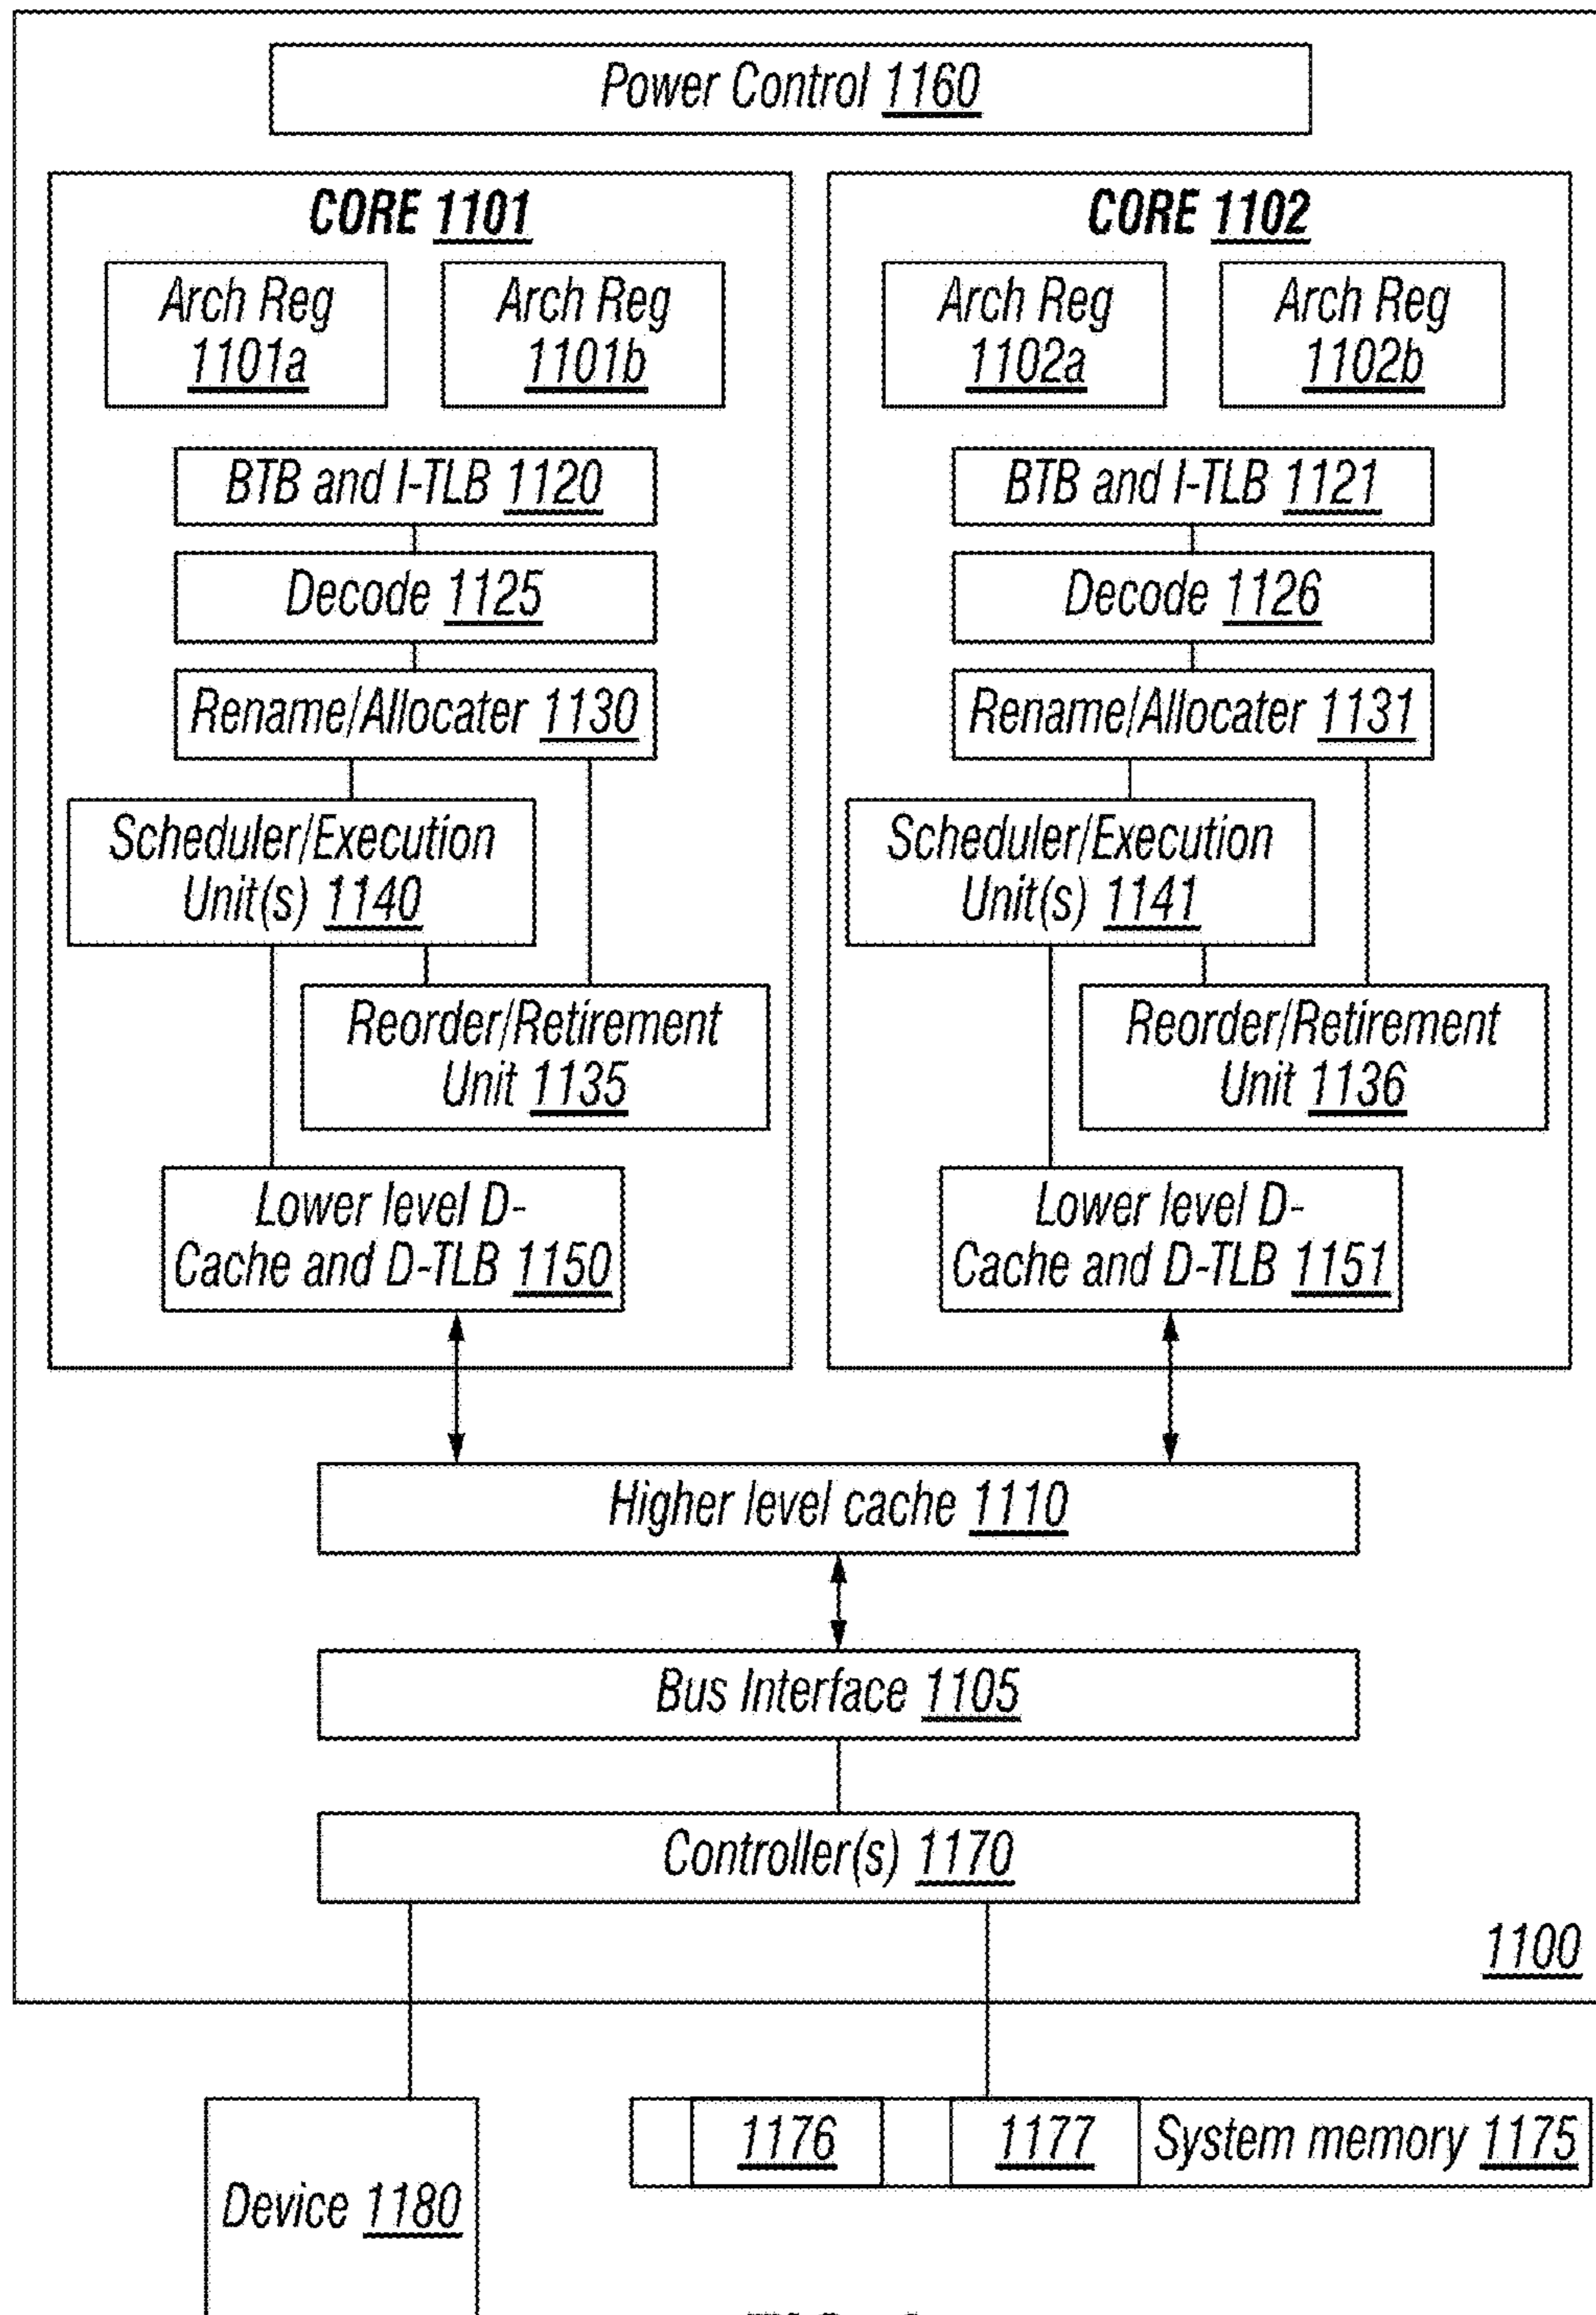 Power Control 1160
CORE 1101
Arch Reg
1101a
Arch Reg
1101b
BTB and I-TLB 1120
Decode 1125
Rename/Allocater 1130
Scheduler/Execution
Unit(s) 1140
Reorder/Retirement
Unit 1135
Lower level D-
Cache and D-TLB 1150
CORE 1102
Arch Reg
1102a
Arch Reg
1102b
BTB and I-TLB 1121
Decode 1126
Rename/Allocater 1131
Scheduler/Execution
Unit(s) 1141
Reorder/Retirement
Unit 1136
Lower level D-
Cache and D-TLB 1151
Higher level cache 1110
Bus Interface 1105
Controller(s) 1170
1100
Device 1180
1176
1177
System memory 1175